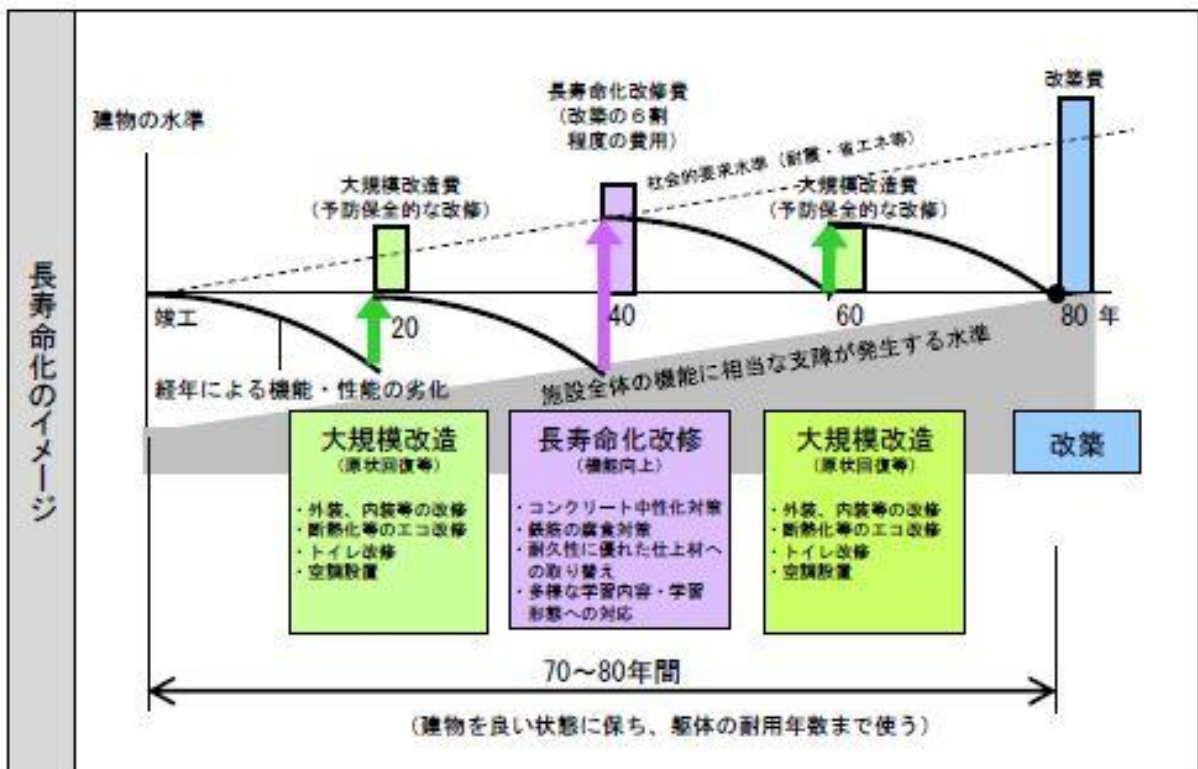 長寿命化のイメージ
建物の水準
大規模改造費
（予防保全的な改修）
長寿命化改修費
（改築の６割
程度の費用）
社会的要求水準（耐震・省エネ等）
大規模改造費
（予防保全的な改修）
改築費
竣工
20
40
60
80 年
経年による機能・性能の劣化
施設全体の機能に相当な支障が発生する水準
大規模改造
（原状回復等）
・外装、内装等の改修
・断熱化等のエコ改修
・トイレ改修
・空調設置
長寿命化改修
（機能向上）
・コンクリート中性化対策
・鉄筋の腐食対策
・耐久性に優れた仕上材へ
の取り替え
・多様な学習内容・学習
形態への対応
大規模改造
（原状回復等）
・外装、内装等の改修
・断熱化等のエコ改修
・トイレ改修
・空調設置
改築
70～80年間
（建物を良い状態に保ち、躯体の耐用年数まで使う）